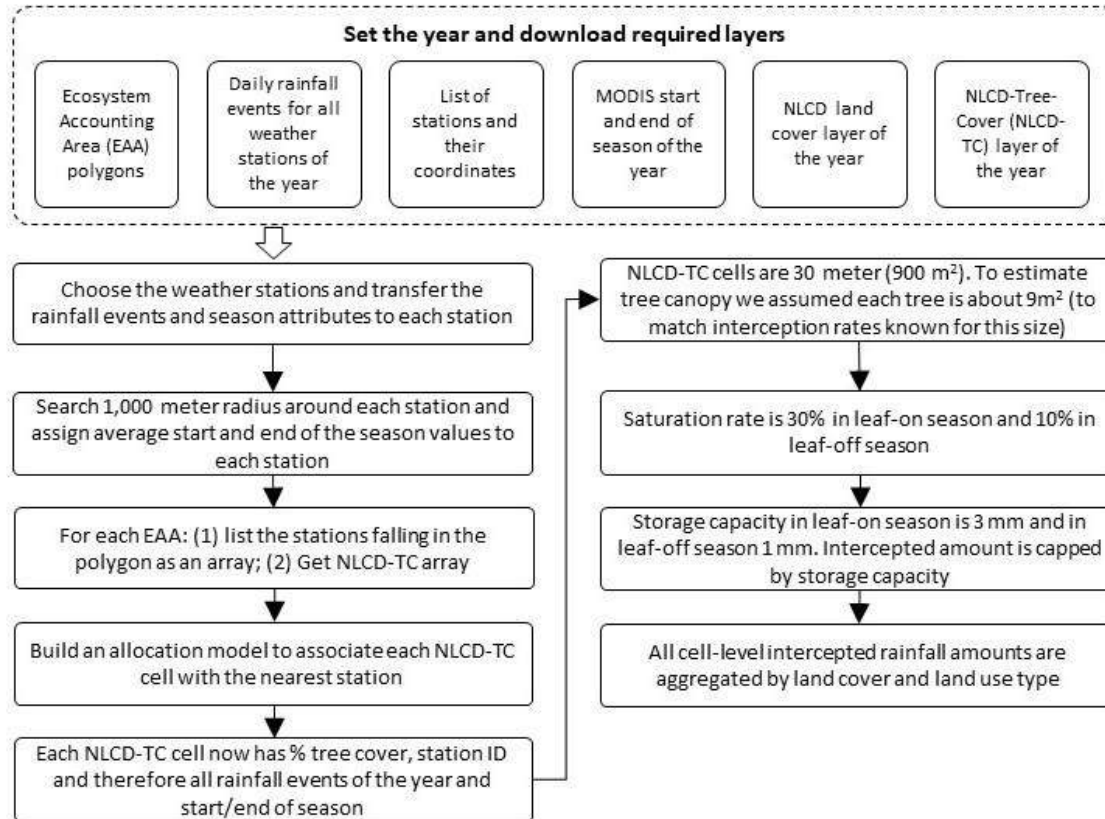 Set the year and download required layers
Ecosystem
Accounting
Area (EAA)
polygons
Daily rainfall
events for all
weather
stations of
the year
List of
stations and
their
coordinates
MODIS start
and end of
season of the
year
NLCD land
cover layer of
the year
NLCD-Tree-
Cover (NLCD-
TC) layer of
the year
Choose the weather stations and transfer the
rainfall events and season attributes to each station
Search 1,000 meter radius around each station and
assign average start and end of the season values to
each station
For each EAA: (1) list the stations falling in the
polygon as an array; (2) Get NLCD-TC array
Build an allocation model to associate each NLCD-TC
cell with the nearest station
Each NLCD-TC cell now has % tree cover, station ID
and therefore all rainfall events of the year and
start/end of season
NLCD-TC cells are 30 meter (900 m²). To estimate
tree canopy we assumed each tree is about 9m² (to
match interception rates known for this size)
Saturation rate is 30% in leaf-on season and 10% in
leaf-off season
Storage capacity in leaf-on season is 3 mm and in
leaf-off season 1 mm. Intercepted amount is capped
by storage capacity
All cell-level intercepted rainfall amounts are
aggregated by land cover and land use type